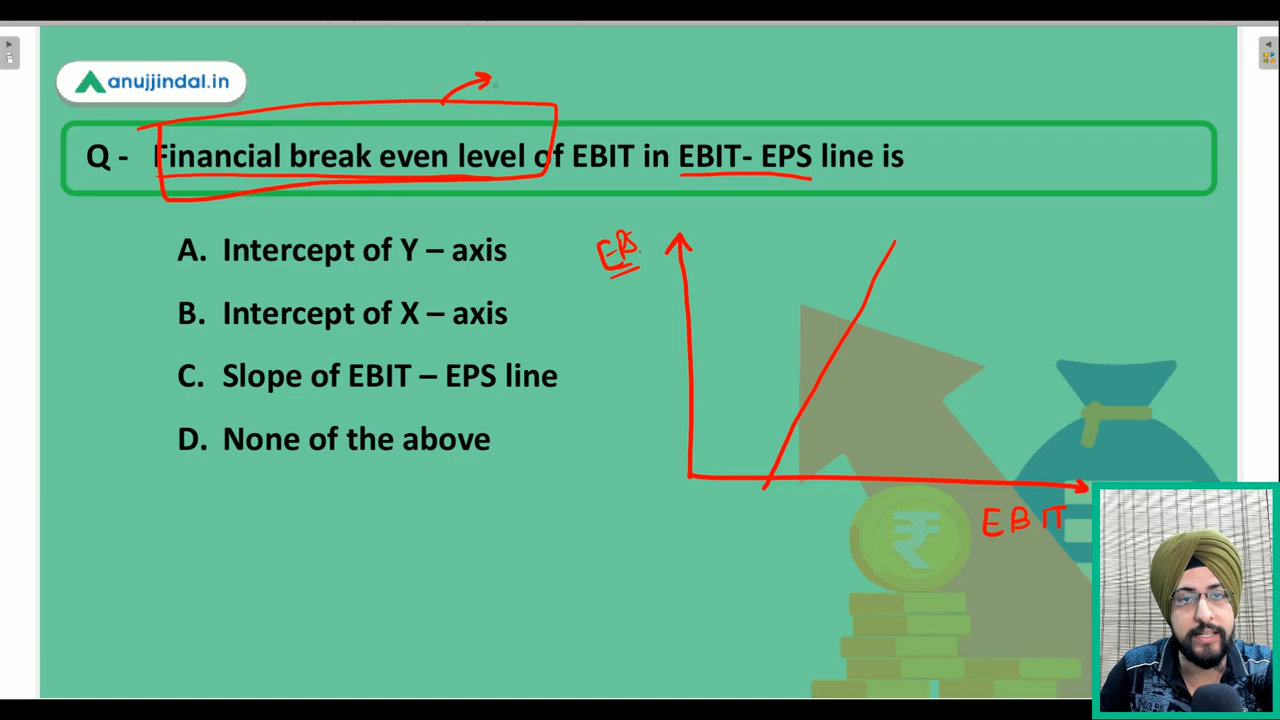 anujjindal.in
Q - Financial break even level of EBIT in EBIT- EPS line is
A. Intercept of Y – axis
B. Intercept of X – axis
C. Slope of EBIT – EPS line
D. None of the above
EPS
EBIT